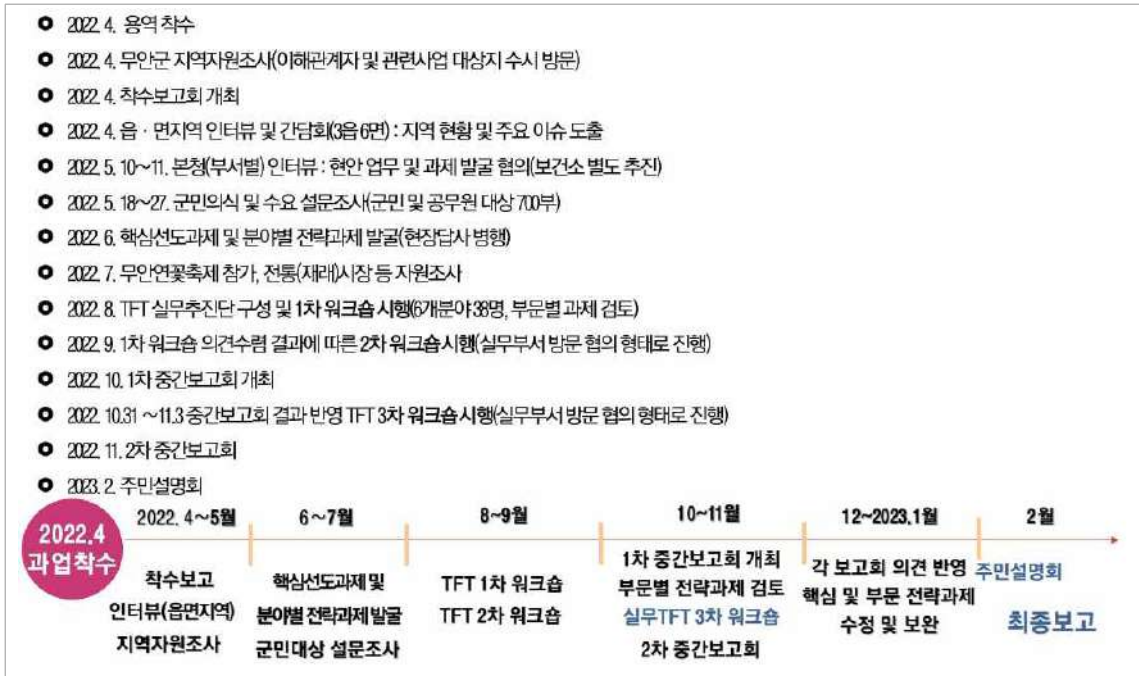 2022. 4. 용역 착수
2022. 4. 무안군 지역자원조사(이해관계자 및 관련사업 대상지 수시 방문)
2022. 4. 착수보고회 개최
2022. 4. 읍·면지역 인터뷰 및 간담회(3읍 6면) : 지역 현황 및 주요 이슈 도출
2022. 5. 10~11. 본청(부서별) 인터뷰 : 현안 업무 및 과제 발굴 협의(보건소 별도 추진)
2022. 5. 18~27. 군민의식 및 수요 설문조사(군민 및 공무원 대상 700부)
2022. 6. 핵심선도과제 및 분야별 전략과제 발굴(현장답사 병행)
2022. 7. 무안연꽃축제 참가, 전통(재래)시장 등 자원조사
2022. 8. TFT 실무추진단 구성 및 1차 워크숍 시행(6개분야 38명, 부문별 과제 검토)
2022. 9. 1차 워크숍 의견수렴 결과에 따른 2차 워크숍 시행(실무부서 방문 협의 형태로 진행)
2022. 10. 1차 중간보고회 개최
2022. 10.31 ~11.3 중간보고회 결과 반영 TFT 3차 워크숍 시행(실무부서 방문 협의 형태로 진행)
2022. 11. 2차 중간보고회
2023. 2. 주민설명회
2022.4
과업착수
2022. 4~5월
착수보고
인터뷰(읍면지역)
지역자원조사
6~7월
핵심선도과제 및
분야별 전략과제 발굴
군민대상 설문조사
8~9월
TFT 1차 워크숍
TFT 2차 워크숍
10~11월
1차 중간보고회 개최
부문별 전략과제 검토
실무TFT 3차 워크숍
2차 중간보고회
12~2023.1월
각 보고회 의견 반영
핵심 및 부문 전략과제
수정 및 보완
2월
주민설명회
최종보고